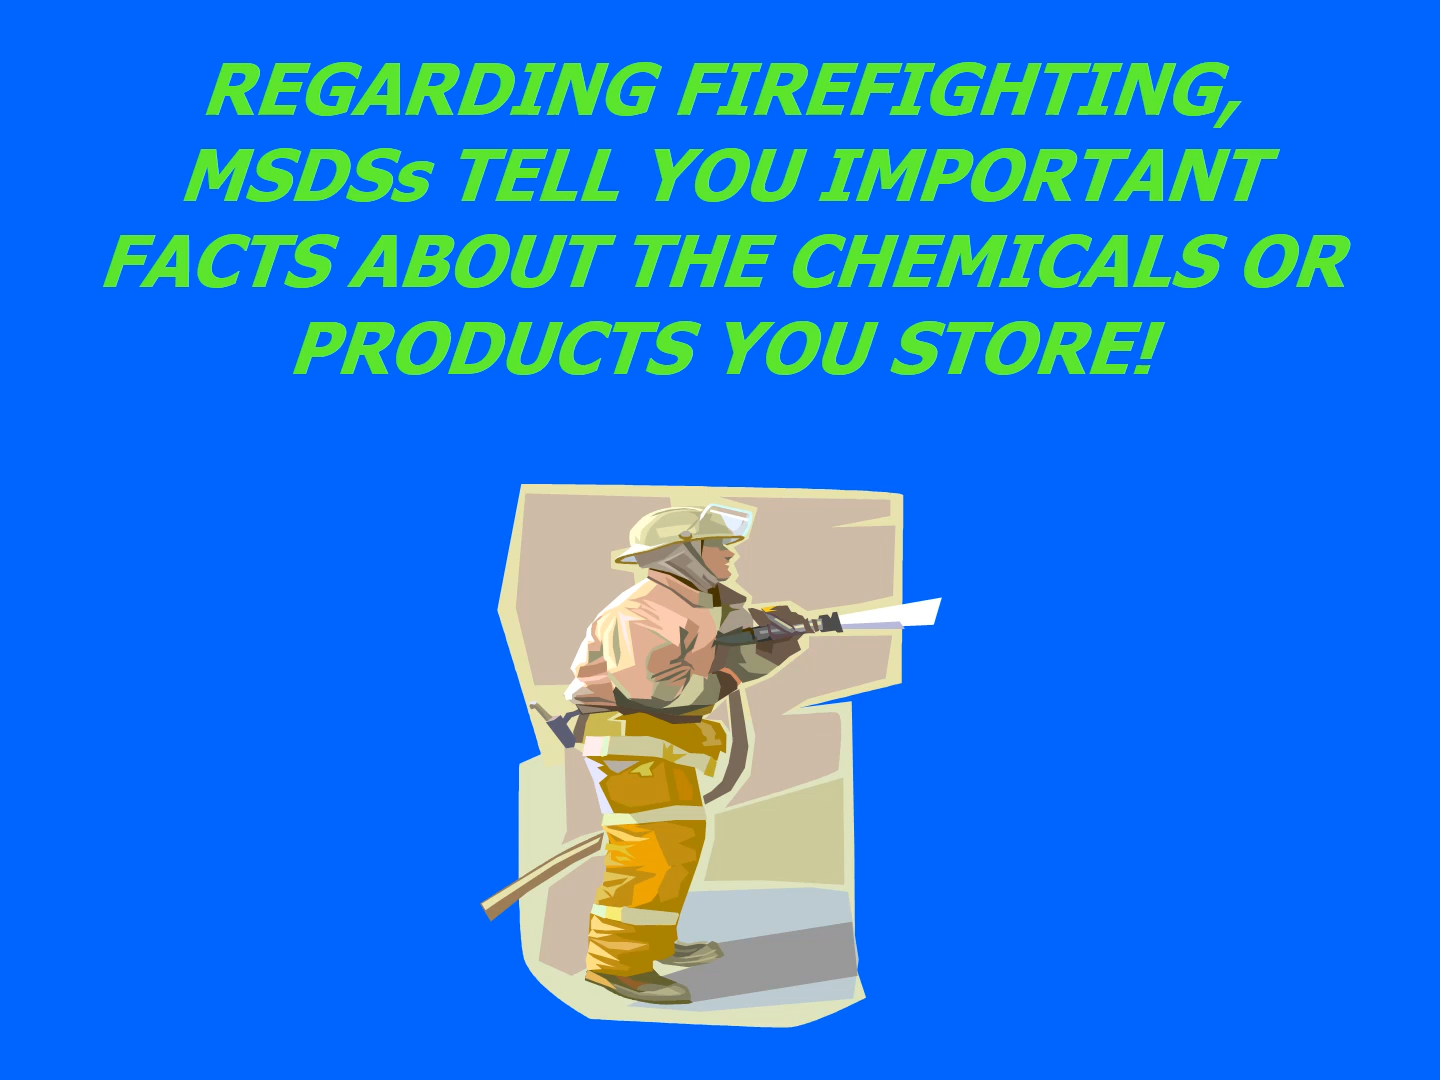 REGARDING FIREFIGHTING,
MSDSs TELL YOU IMPORTANT
FACTS ABOUT THE CHEMICALS OR
PRODUCTS YOU STORE!